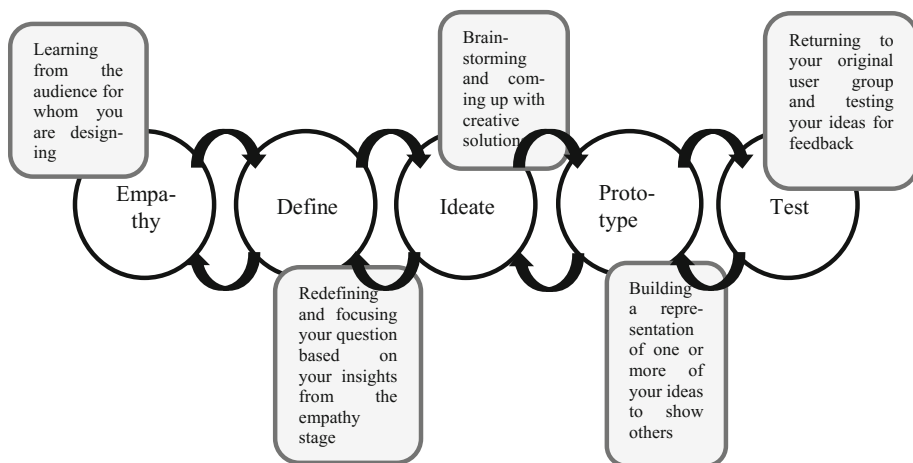 Learning
from the
audience for
whom you
are design-
ing
Empa-
thy
Define
Redefining
and focusing
your question
based on
your insights
from the
empathy
stage
Brain-
storming
and com-
ing up with
creative
solutions
Ideate
Proto-
type
Building
a repre-
sentation
of one or
more of
your ideas
to show
others
Returning to
your original
user group
and testing
your ideas for
feedback
Test